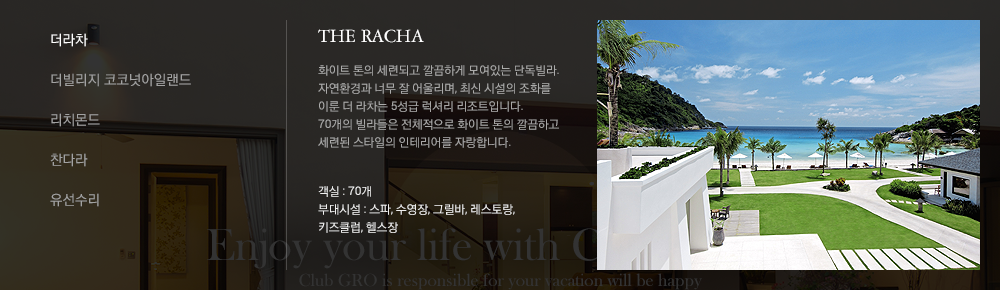 더라차
더빌리지 코코넛아일랜드
리치몬드
찬다라
유선수리
THE RACHA
화이트 톤의 세련되고 깔끔하게 모여있는 단독빌라.
자연환경과 너무 잘 어울리며, 최신 시설의 조화를
이룬 더 라차는 5성급 럭셔리 리조트입니다.
70개의 빌라들은 전체적으로 화이트 톤의 깔끔하고
세련된 스타일의 인테리어를 자랑합니다.
객실 : 70개
부대시설 : 스파, 수영장, 그릴바, 레스토랑,
키즈클럽, 헬스장
Enjoy your life with C
Club GRO is responsible for your vacation will be happy